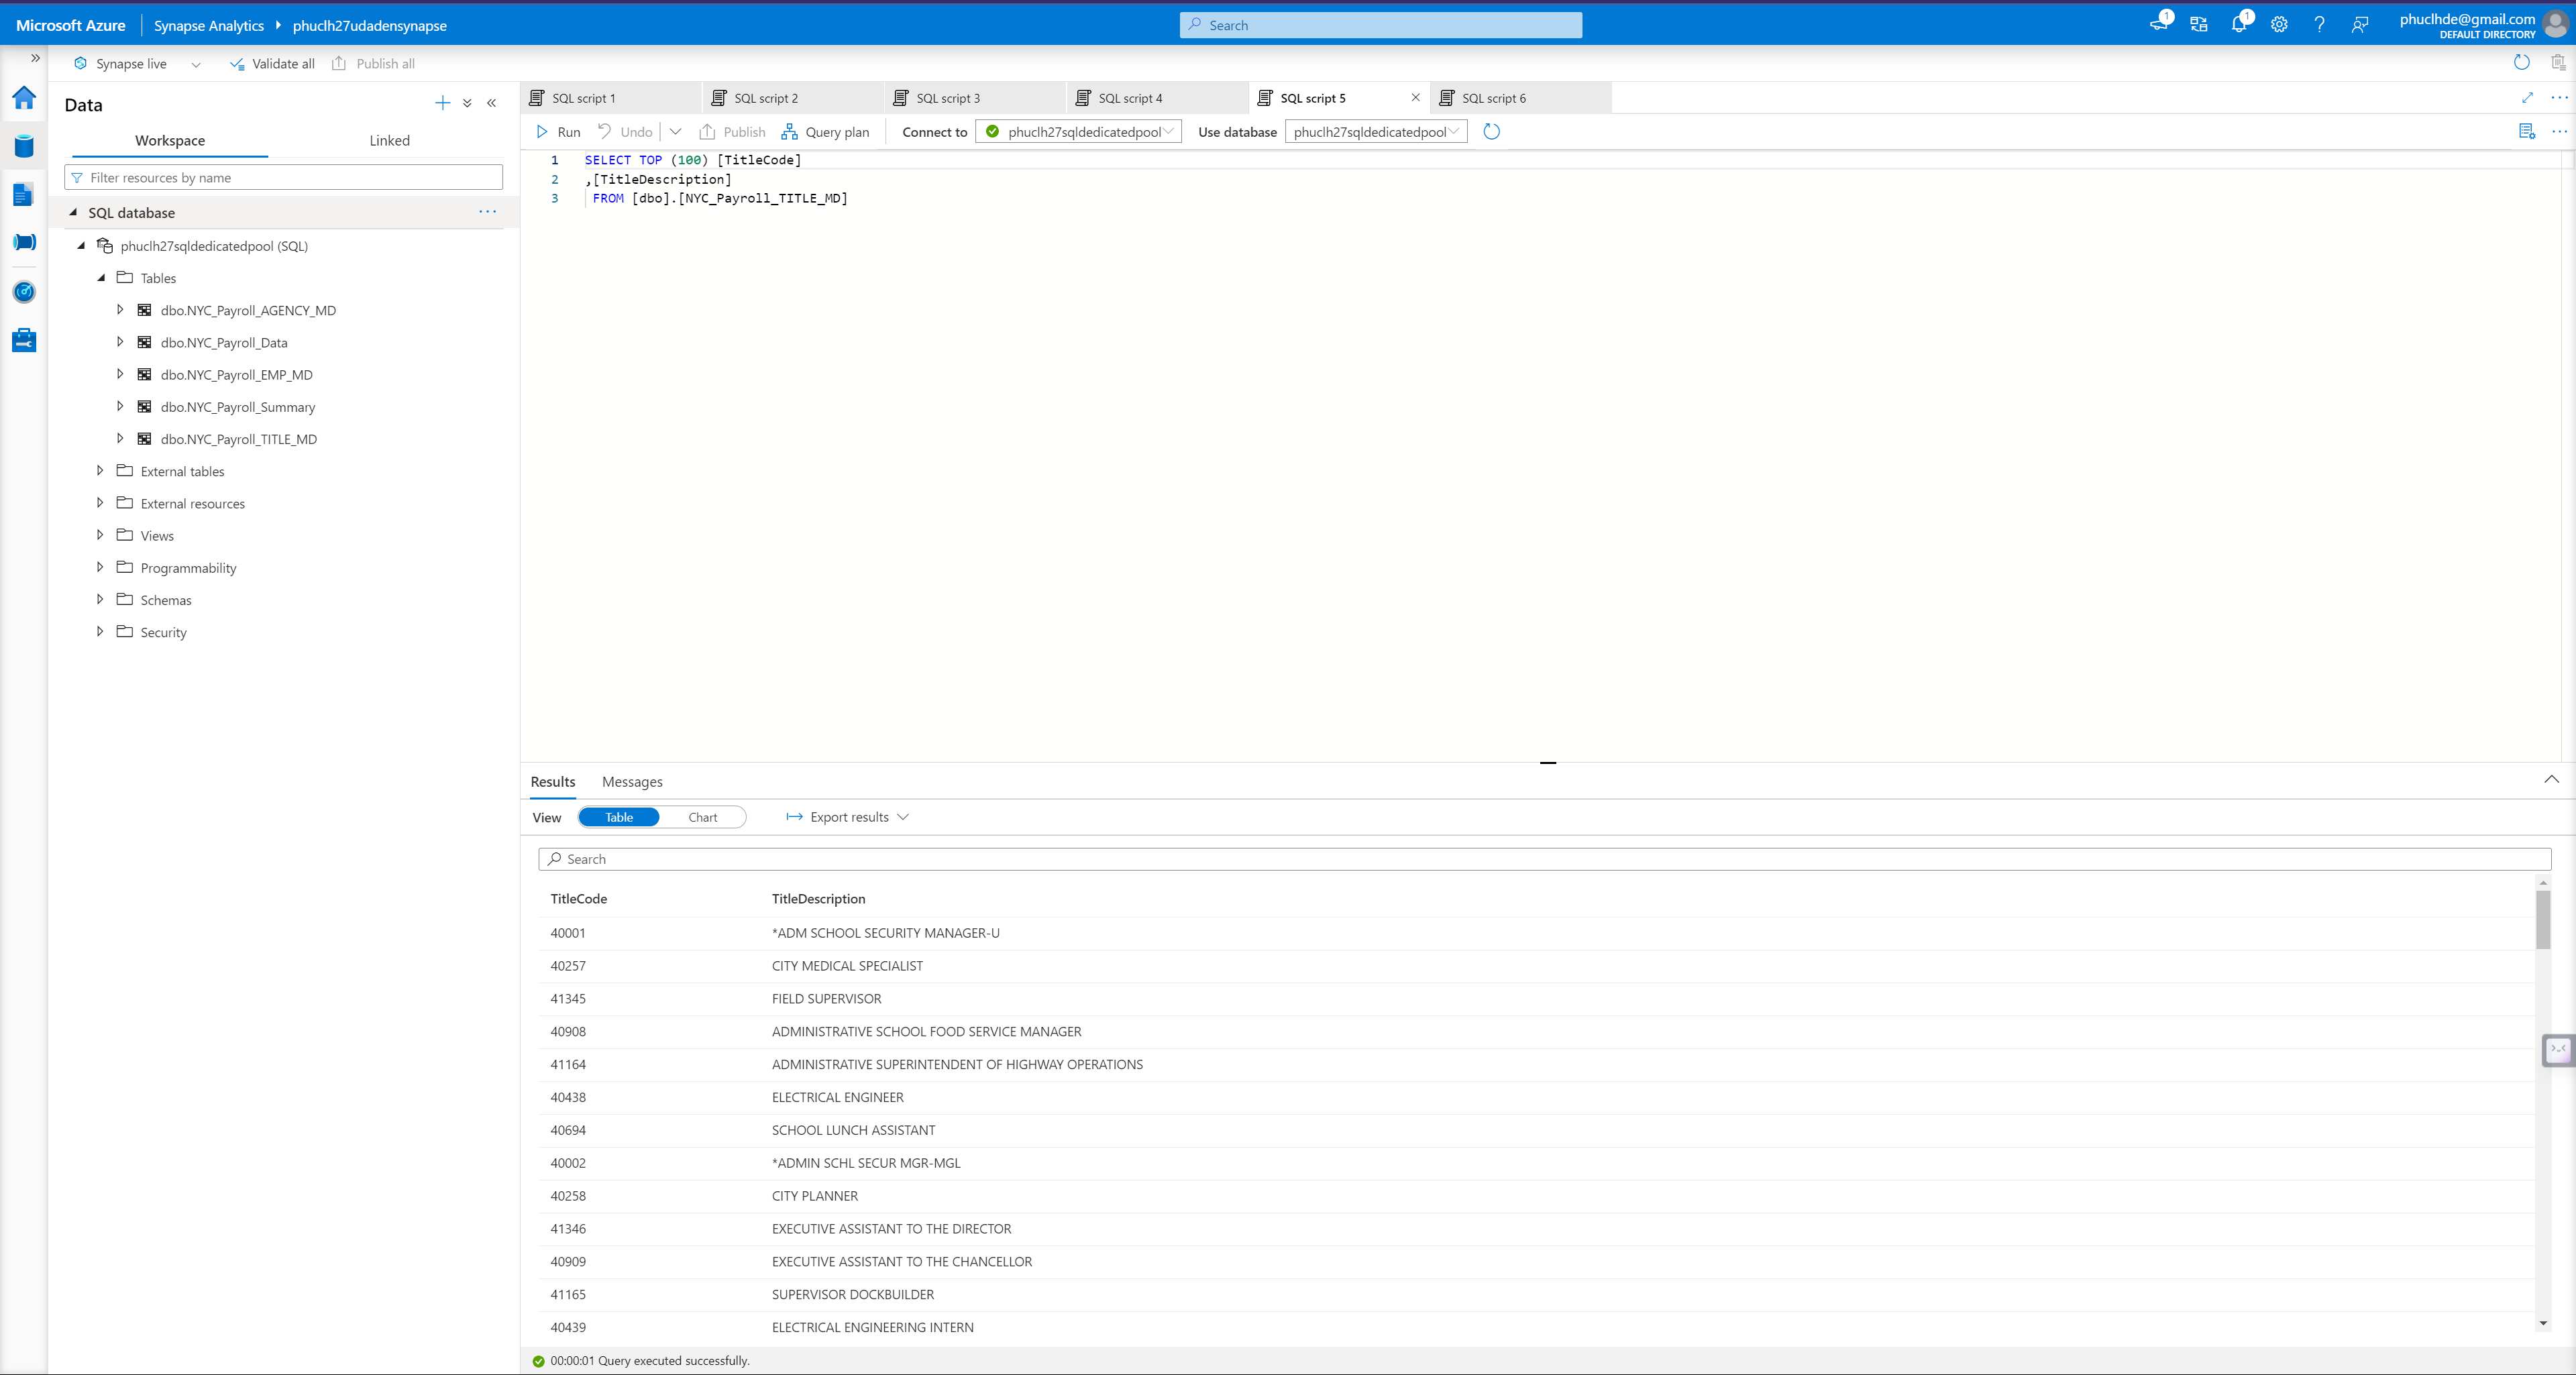 Microsoft Azure Synapse Analytics phuclh27udadensynapse
Search
1
1
phuclhde@gmail.com
DEFAULT DIRECTORY
Synapse live Validate all Publish all
Data
Workspace Linked
Filter resources by name
SQL database
phuclh27sqldedicatedpool (SQL)
Tables
dbo.NYC_Payroll_AGENCY_MD
dbo.NYC_Payroll_Data
dbo.NYC_Payroll_EMP_MD
dbo.NYC_Payroll_Summary
dbo.NYC_Payroll_TITLE_MD
External tables
External resources
Views
Programmability
Schemas
Security
SQL script 1 SQL script 2 SQL script 3 SQL script 4 SQL script 5 SQL script 6
Run Undo Publish Query plan Connect to phuclh27sqldedicatedpool Use database phuclh27sqldedicatedpool
1 SELECT TOP (100) [TitleCode]
2 ,[TitleDescription]
3 FROM [dbo].[NYC_Payroll_TITLE_MD]
Results Messages
View Table Chart Export results
Search
TitleCode TitleDescription
40001 *ADM SCHOOL SECURITY MANAGER-U
40257 CITY MEDICAL SPECIALIST
41345 FIELD SUPERVISOR
40908 ADMINISTRATIVE SCHOOL FOOD SERVICE MANAGER
41164 ADMINISTRATIVE SUPERINTENDENT OF HIGHWAY OPERATIONS
40438 ELECTRICAL ENGINEER
40694 SCHOOL LUNCH ASSISTANT
40002 *ADMIN SCHL SECUR MGR-MGL
40258 CITY PLANNER
41346 EXECUTIVE ASSISTANT TO THE DIRECTOR
40909 EXECUTIVE ASSISTANT TO THE CHANCELLOR
41165 SUPERVISOR DOCKBUILDER
40439 ELECTRICAL ENGINEERING INTERN
00:00:01 Query executed successfully.